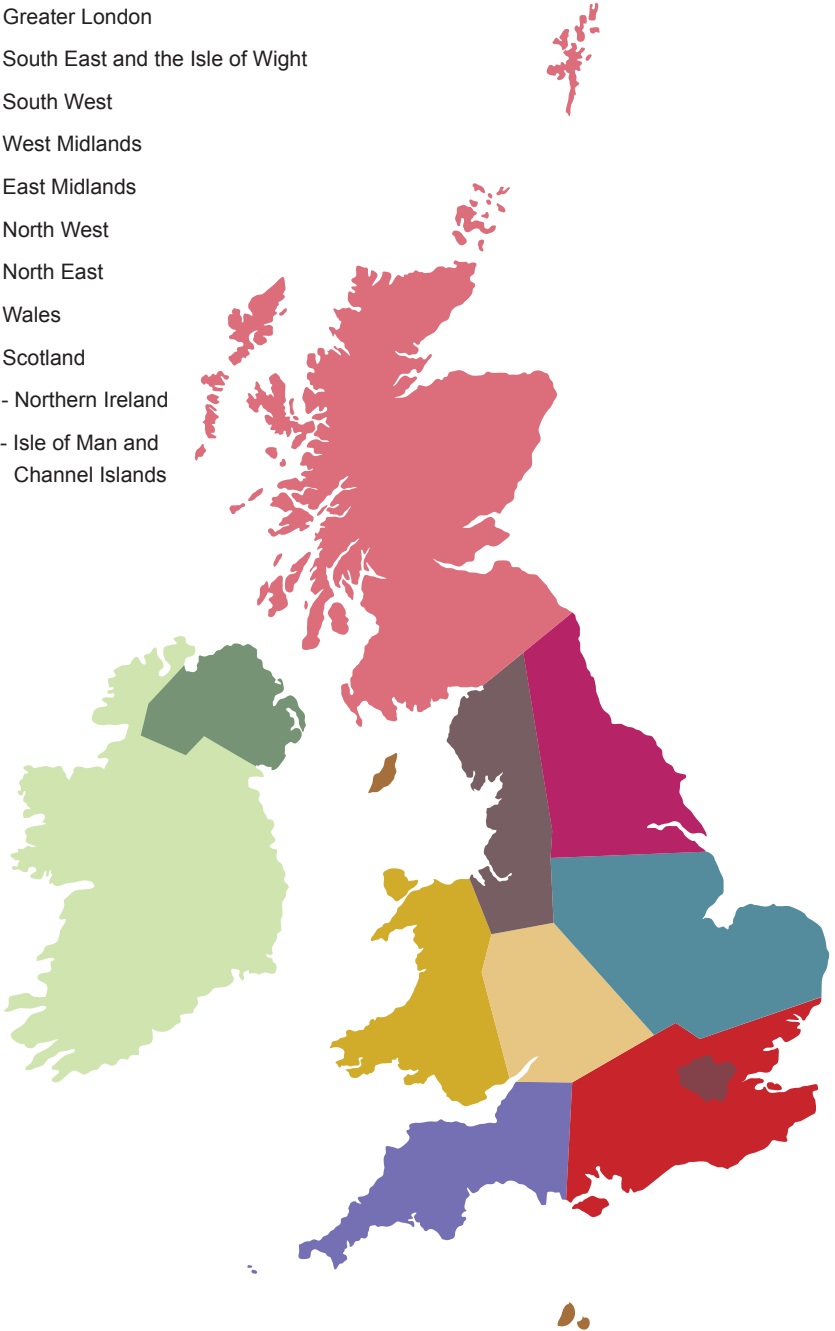 Greater London
South East and the Isle of Wight
South West
West Midlands
East Midlands
North West
North East
Wales
Scotland
- Northern Ireland
- Isle of Man and
Channel Islands